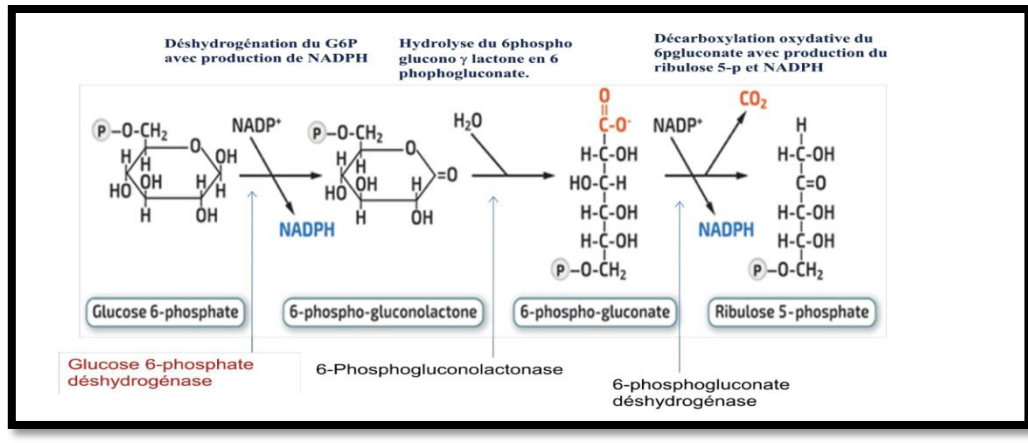 Déshydrogénation du G6P
avec production de NADPH
Hydrolyse du 6phospho
glucono γ lactone en 6
phophogluconate.
Décarboxylation oxydative du
6pgluconate avec production du
ribulose 5-p et NADPH
P-O-CH₂
O
H
OH
H
H
OH
H
HO
H
H
OH
NADP⁺
NADPH
P-O-CH₂
O
H
H
OH
H
=O
HO
H
OH
H₂O
O
C-O⁻
H-C-OH
HO-C-H
H-C-OH
H-C-OH
P-O-CH₂
NADP⁺
CO₂
NADPH
H
H-C-OH
C=O
H-C-OH
H-C-OH
P-O-CH₂
Glucose 6-phosphate
6-phospho-gluconolactone
6-phospho-gluconate
Ribulose 5-phosphate
Glucose 6-phosphate
déshydrogénase
6-Phosphogluconolactonase
6-phosphogluconate
déshydrogénase